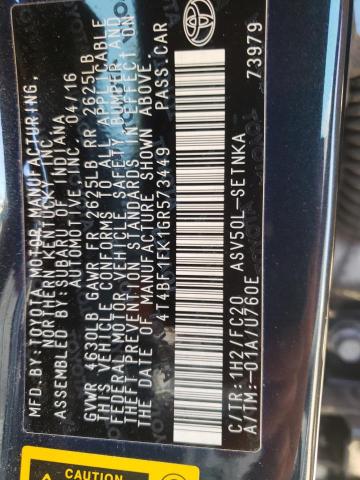 MFD.BY:TOYOTA MOTOR MANUFACTURING,
NORTHERN KENTUCKY,INC
ASSEMBLED BY: SUBARU OF INDIANA
AUTOMOTIVE,INC. 04/16
GVWR 4630LB GAWR FR 2625LB RR 2625LB
THIS VEHICLE CONFORMS TO ALL APPLICABLE
FEDERAL MOTOR VEHICLE SAFETY,BUMPER,AND
THEFT PREVENTION STANDARDS IN EFFECT ON
THE DATE OF MANUFACTURE SHOWN ABOVE.
4T4BF1FK1GR573449 PASS.CAR
C/TR:1H2/FC20 ASV50L-SETNKA
A/TM:-01A/U760E 73979
TOYOTA
CAUTION